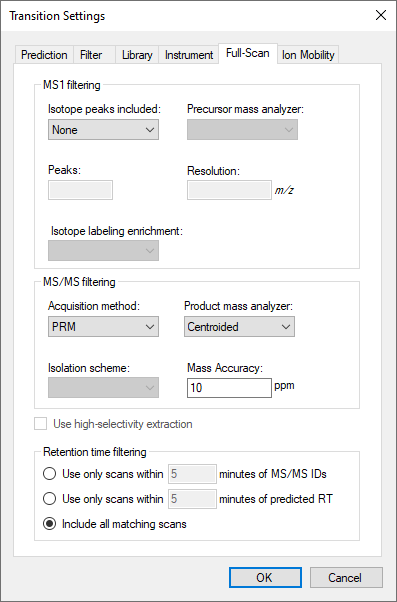 Transition Settings
Prediction Filter Library Instrument Full-Scan Ion Mobility
MS1 filtering
Isotope peaks included: Precursor mass analyzer:
None
Peaks: Resolution:
m/z
Isotope labeling enrichment:
MS/MS filtering
Acquisition method: Product mass analyzer:
PRM Centroided
Isolation scheme: Mass Accuracy:
10 ppm
Use high-selectivity extraction
Retention time filtering
Use only scans within 5 minutes of MS/MS IDs
Use only scans within 5 minutes of predicted RT
Include all matching scans
OK Cancel